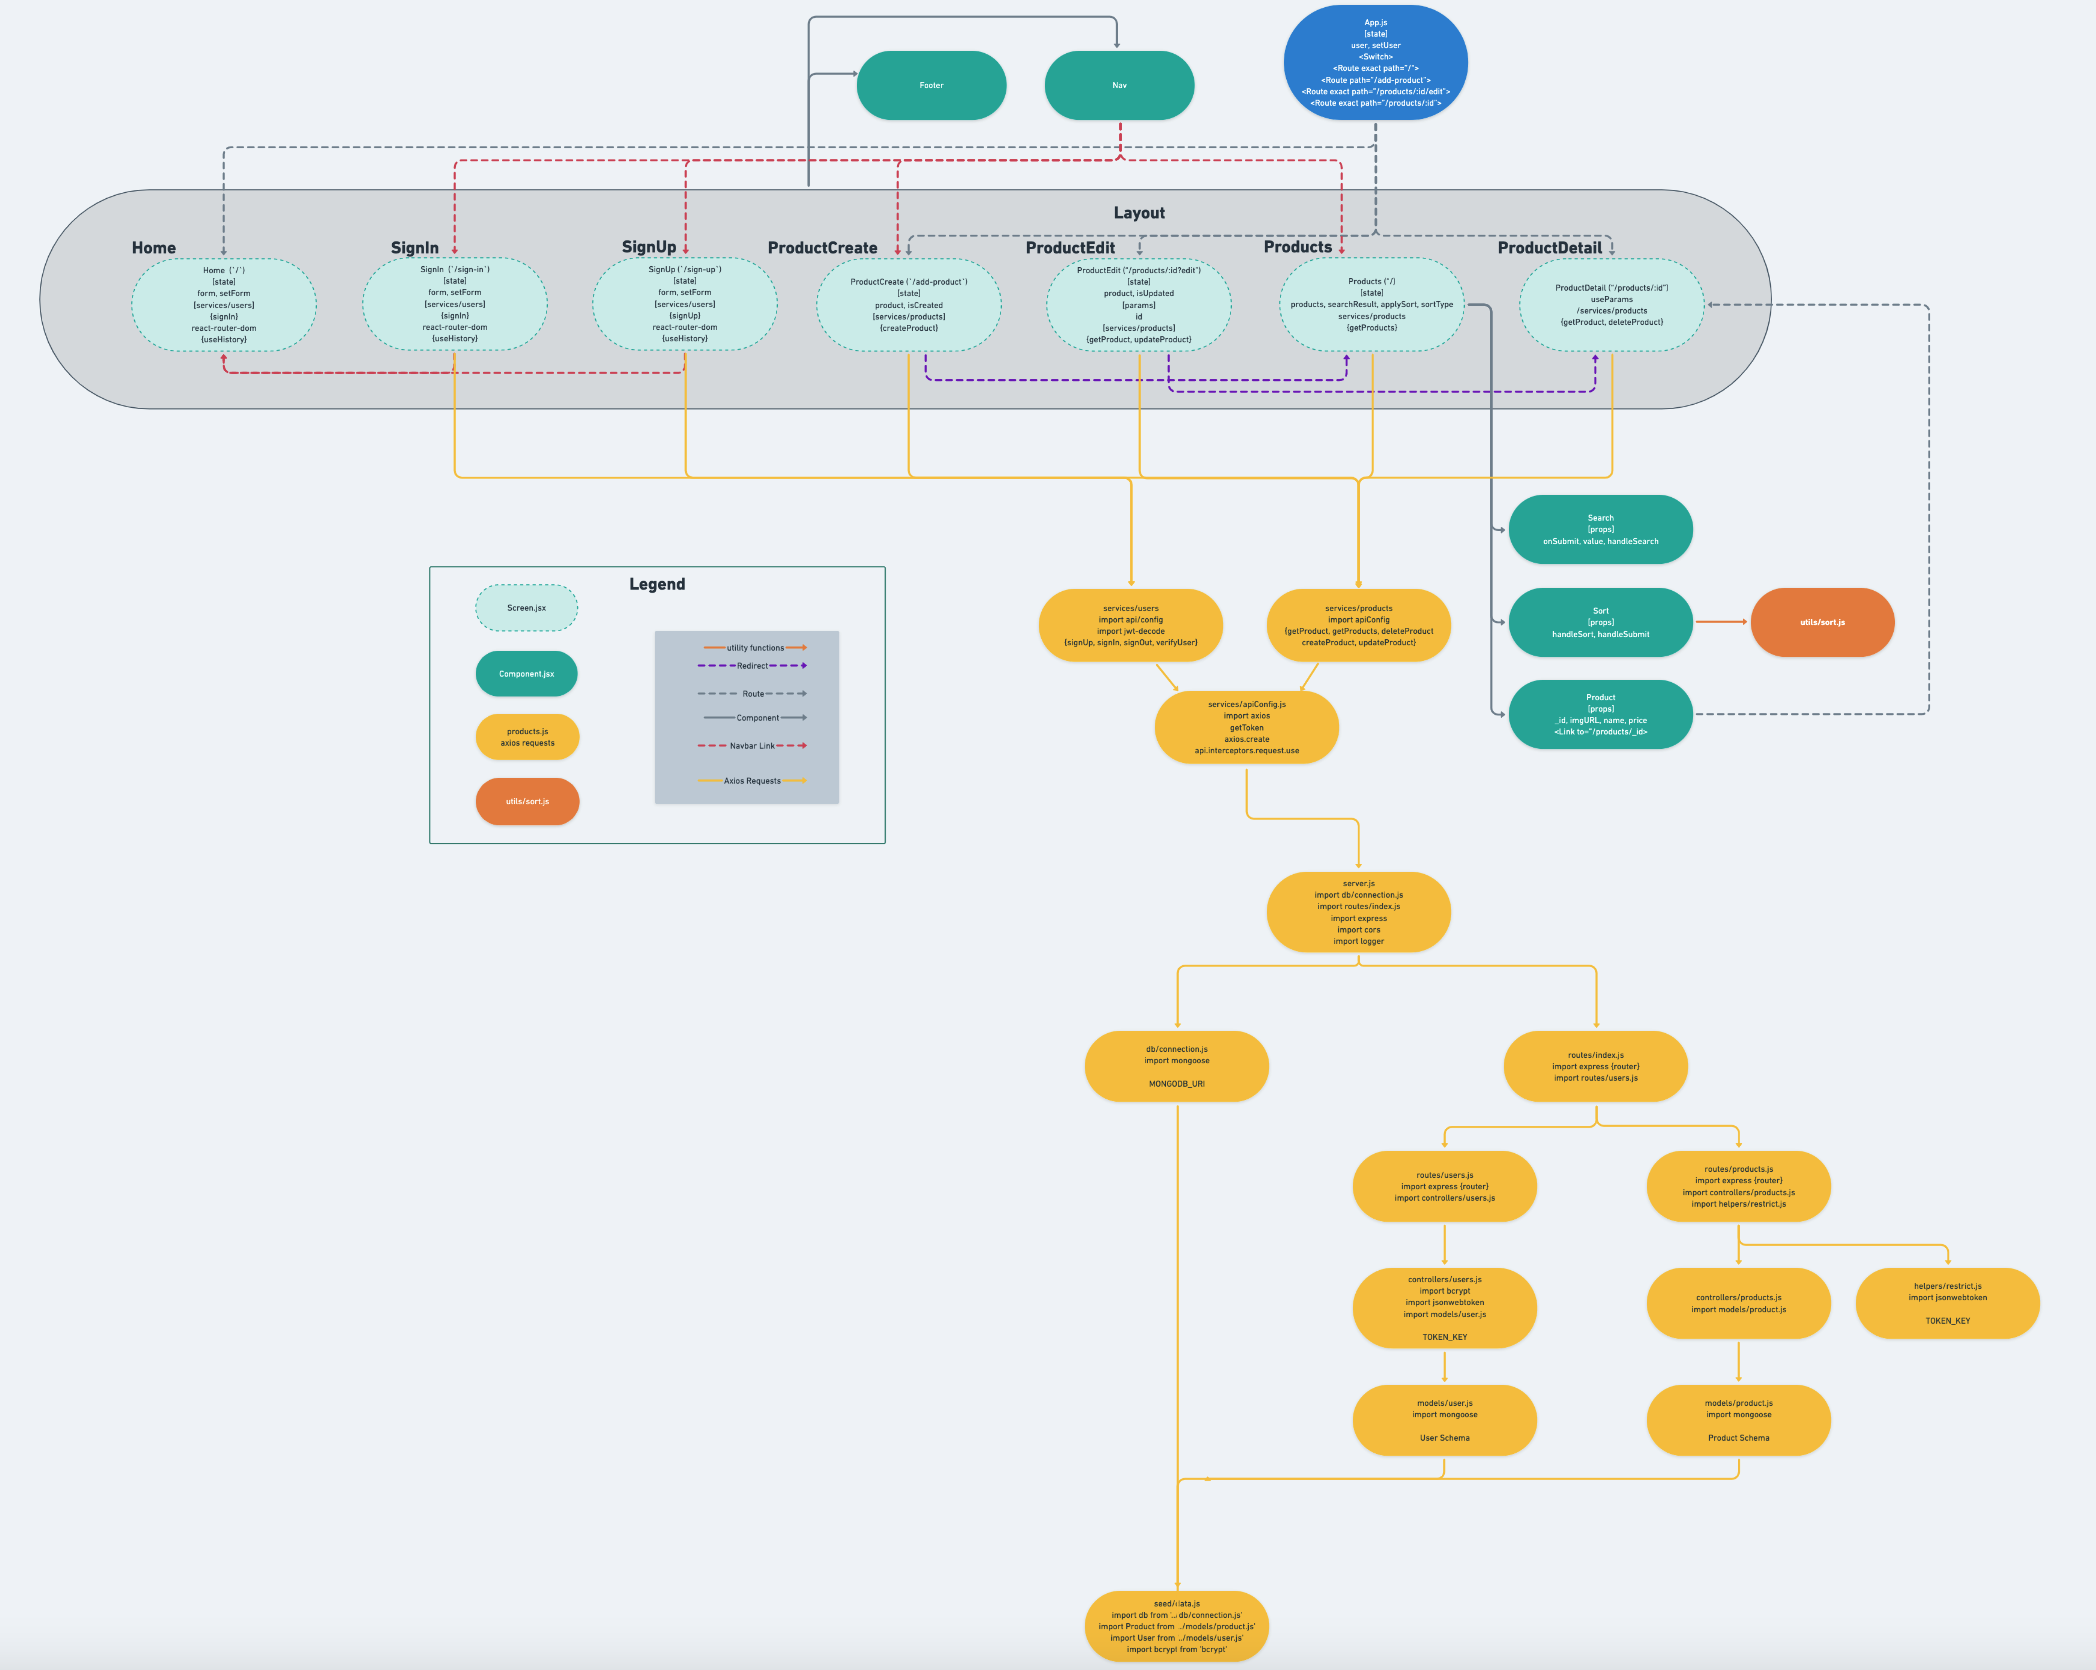 App.js
[state]
user, setUser
<Switch>
<Route exact path="/">
<Route path="/add-product">
<Route exact path="/products/:id/edit">
<Route exact path="/products/:id">
Footer
Nav
Layout
Home
SignIn
SignUp
ProductCreate
ProductEdit
Products
ProductDetail
Home (`/`)
[state]
form, setForm
[services/users]
{signIn}
react-router-dom
{useHistory}
SignIn (`/sign-in`)
[state]
form, setForm
[services/users]
{signIn}
react-router-dom
{useHistory}
SignUp (`/sign-up`)
[state]
form, setForm
[services/users]
{signUp}
react-router-dom
{useHistory}
ProductCreate (`/add-product`)
[state]
product, isCreated
[services/products]
{createProduct}
ProductEdit ("/products/:id?edit")
[state]
product, isUpdated
[params]
id
[services/products]
{getProduct, updateProduct}
Products ("/)
[state]
products, searchResult, applySort, sortType
services/products
{getProducts}
ProductDetail ("/products/:id")
useParams
/services/products
{getProduct, deleteProduct}
Search
[props]
onSubmit, value, handleSearch
Sort
[props]
handleSort, handleSubmit
utils/sort.js
Product
[props]
_id, imgURL, name, price
<Link to="/products/_id>
Legend
Screen.jsx
Component.jsx
products.js
axios requests
utils/sort.js
utility functions
Redirect
Route
Component
Navbar Link
Axios Requests
services/users
import api/config
import jwt-decode
{signUp, signIn, signOut, verifyUser}
services/products
import apiConfig
{getProduct, getProducts, deleteProduct
createProduct, updateProduct}
services/apiConfig.js
import axios
getToken
axios.create
api.interceptors.request.use
server.js
import db/connection.js
import routes/index.js
import express
import cors
import logger
db/connection.js
import mongoose
MONGODB_URI
routes/index.js
import express {router}
import routes/users.js
routes/users.js
import express {router}
import controllers/users.js
routes/products.js
import express {router}
import controllers/products.js
import helpers/restrict.js
controllers/users.js
import bcrypt
import jsonwebtoken
import models/user.js
TOKEN_KEY
controllers/products.js
import models/product.js
helpers/restrict.js
import jsonwebtoken
TOKEN_KEY
models/user.js
import mongoose
User Schema
models/product.js
import mongoose
Product Schema
seed/data.js
import db from '../db/connection.js'
import Product from '../models/product.js'
import User from '../models/user.js'
import bcrypt from 'bcrypt'